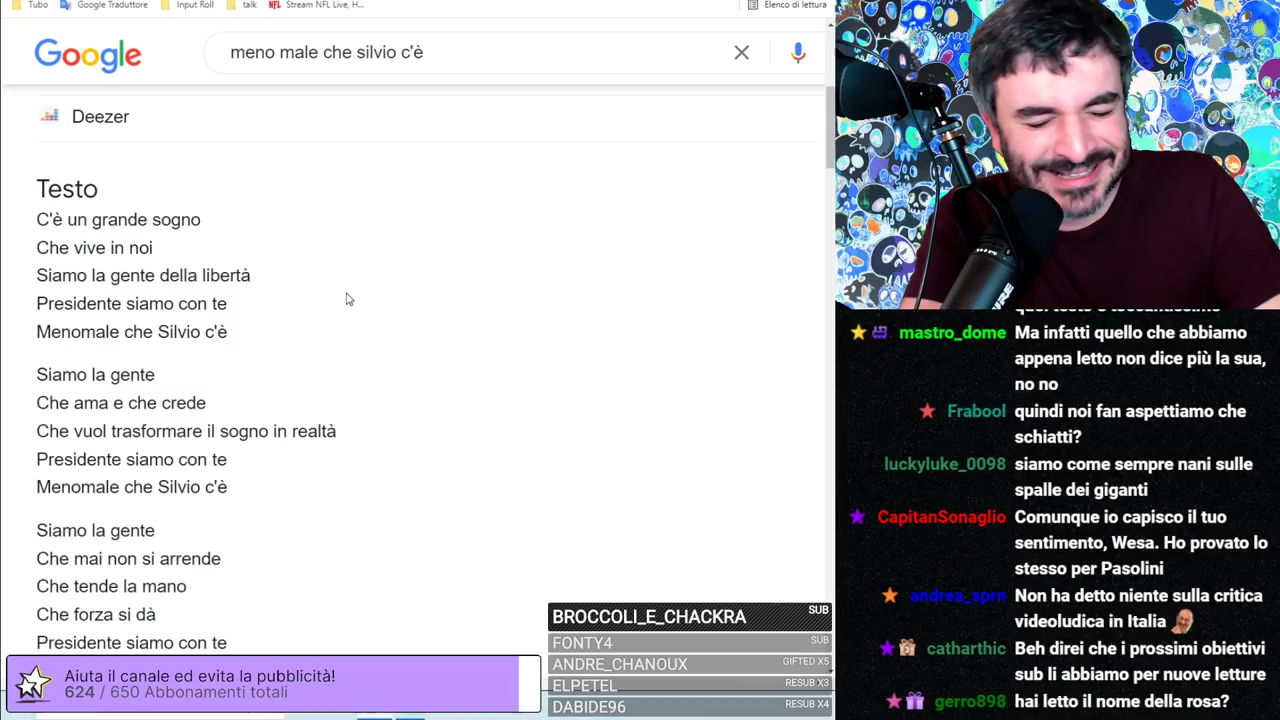 Tubo
Google Traduttore
Input Roll
talk
Stream NFL Live, H...
Elenco di lettura
Google
meno male che silvio c'è
Deezer
Testo
C'è un grande sogno
Che vive in noi
Siamo la gente della libertà
Presidente siamo con te
Menomale che Silvio c'è
Siamo la gente
Che ama e che crede
Che vuol trasformare il sogno in realtà
Presidente siamo con te
Menomale che Silvio c'è
Siamo la gente
Che mai non si arrende
Che tende la mano
Che forza si dà
Presidente siamo con te
Aiuta il canale ed evita la pubblicità!
624 / 650 Abbonamenti totali
BROCCOLI_E_CHACKRA SUB
FONTY4 SUB
ANDRE_CHANOUX GIFTED X5
ELPETEL RESUB X3
DABIDE96 RESUB X4
mastro_dome Ma infatti quello che abbiamo
appena letto non dice più la sua,
no no
Frabool quindi noi fan aspettiamo che
schiatti?
luckyluke_0098 siamo come sempre nani sulle
spalle dei giganti
CapitanSonaglio Comunque io capisco il tuo
sentimento, Wesa. Ho provato lo
stesso per Pasolini
andrea_sprn Non ha detto niente sulla critica
videoludica in Italia
catharthic Beh direi che i prossimi obiettivi
sub li abbiamo per nuove letture
gerro898 hai letto il nome della rosa?